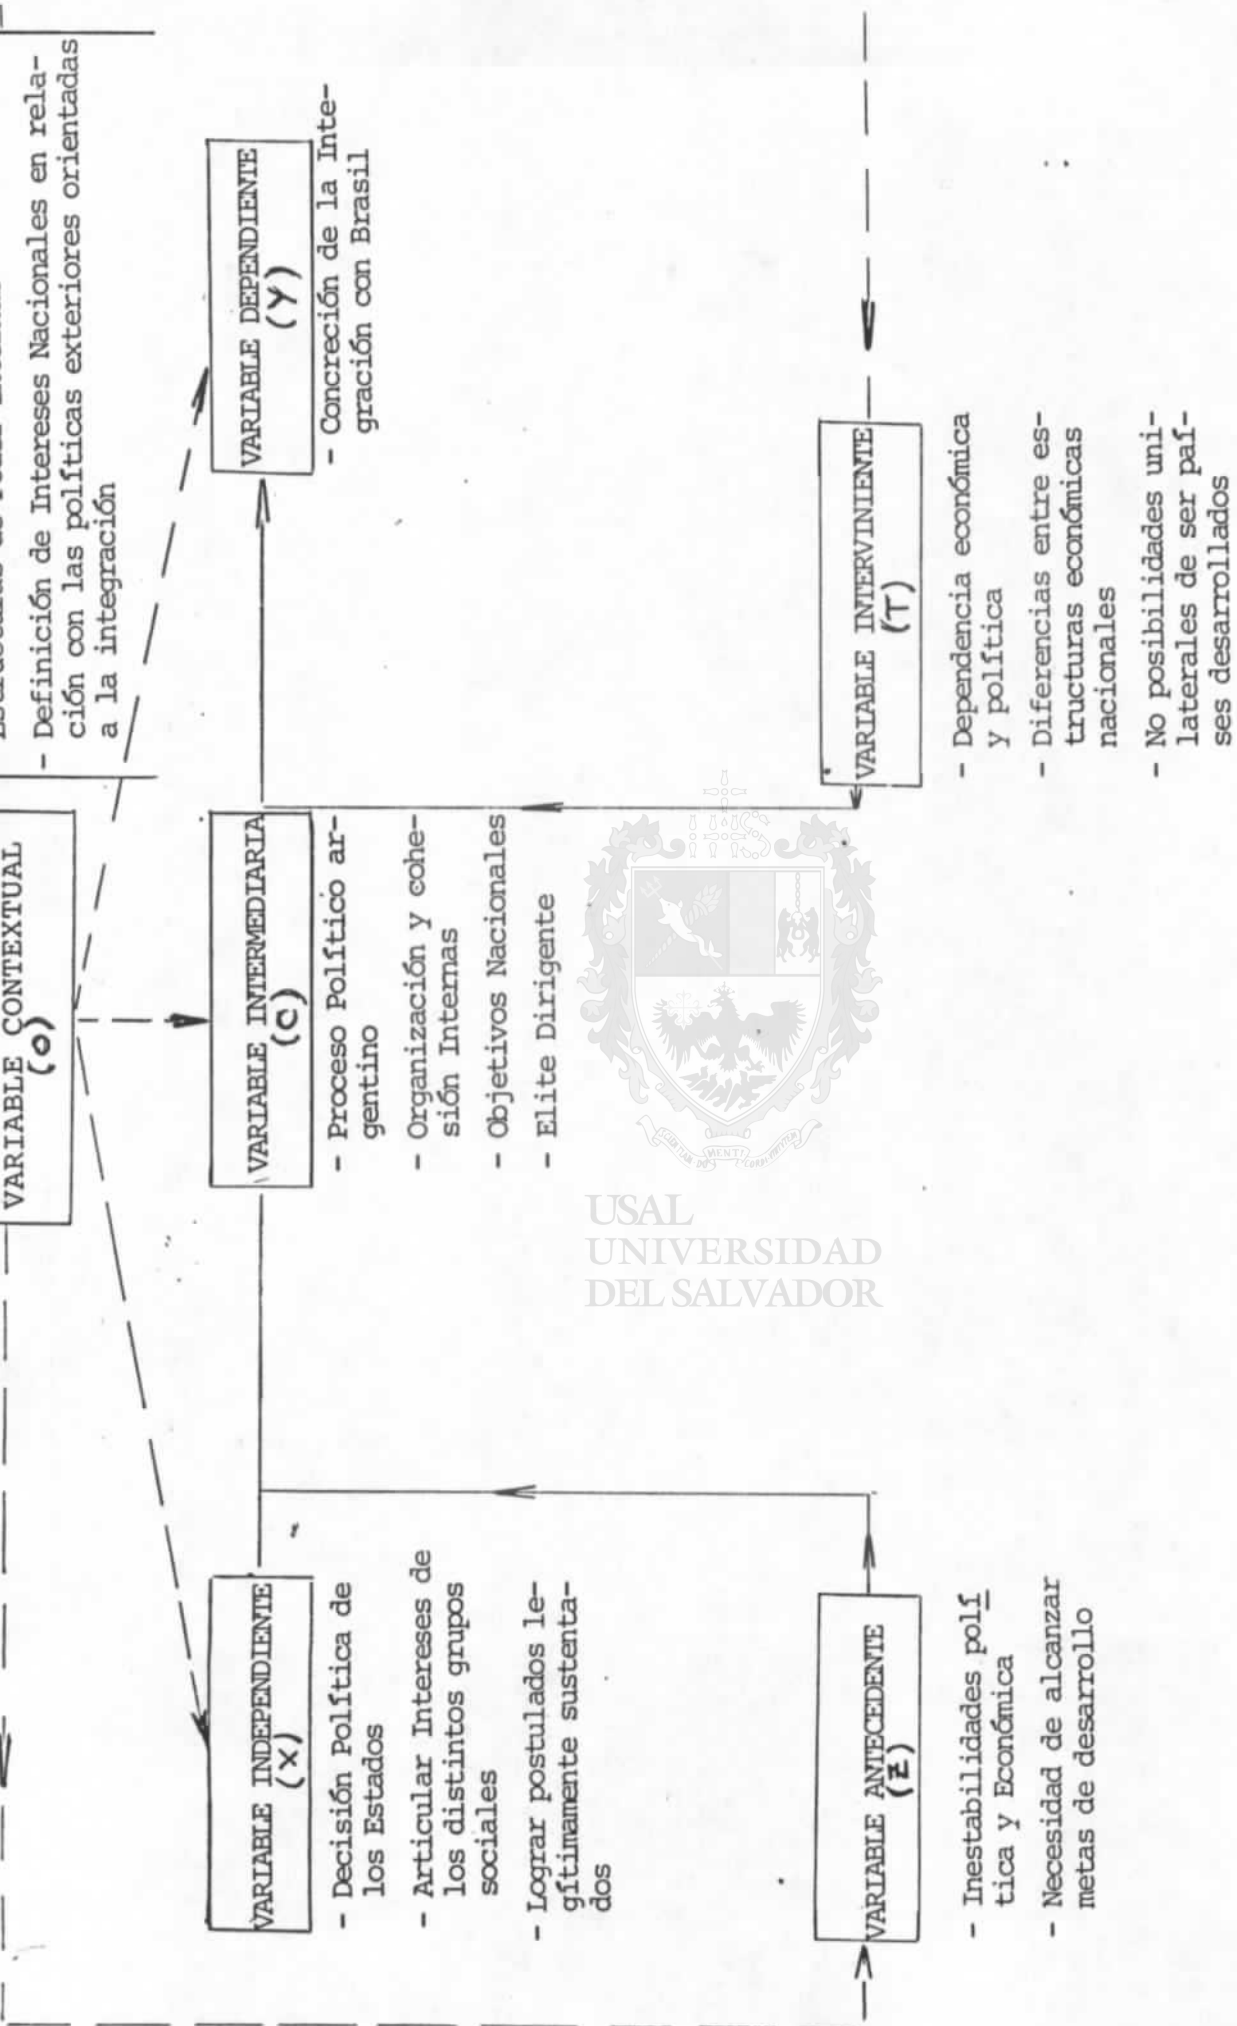 VARIABLE CONTEXTUAL
(O)
- Definición de Intereses Nacionales en rela-
ción con las políticas exteriores orientadas
a la integración
VARIABLE INDEPENDIENTE
(X)
- Decisión Política de
los Estados
- Articular Intereses de
los distintos grupos
sociales
- Lograr postulados le-
gítimamente sustenta-
dos
VARIABLE INTERMEDIARIA
(C)
- Proceso Político ar-
gentino
- Organización y cohe-
sión Internas
- Objetivos Nacionales
- Elite Dirigente
VARIABLE DEPENDIENTE
(Y)
- Concreción de la Inte-
gración con Brasil
VARIABLE ANTECEDENTE
(Z)
- Inestabilidades polí
tica y Económica
- Necesidad de alcanzar
metas de desarrollo
VARIABLE INTERVINIENTE
(T)
- Dependencia económica
y política
- Diferencias entre es-
tructuras económicas
nacionales
- No posibilidades uni-
laterales de ser paí-
ses desarrollados
USAL
UNIVERSIDAD
DEL SALVADOR